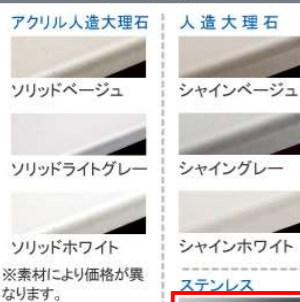 アクリル人造大理石
ソリッドベージュ
ソリッドライトグレー
ソリッドホワイト
※素材により価格が異
なります。
人造大理石
シャインベージュ
シャイングレー
シャインホワイト
ステンレス